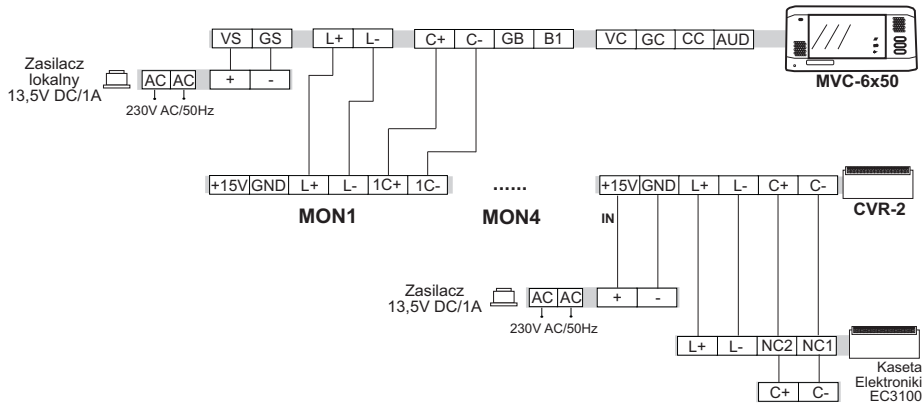 VS GS L+ L- C+ C- GB B1 VC GC CC AUD
MVC-6x50
Zasilacz
lokalny
13,5V DC/1A
AC AC + -
230V AC/50Hz
+15V GND L+ L- 1C+ 1C-
MON1
......
MON4
+15V GND L+ L- C+ C-
CVR-2
IN
Zasilacz
13,5V DC/1A
AC AC + -
230V AC/50Hz
L+ L- NC2 NC1
Kaseta
Elektroniki
EC3100
C+ C-